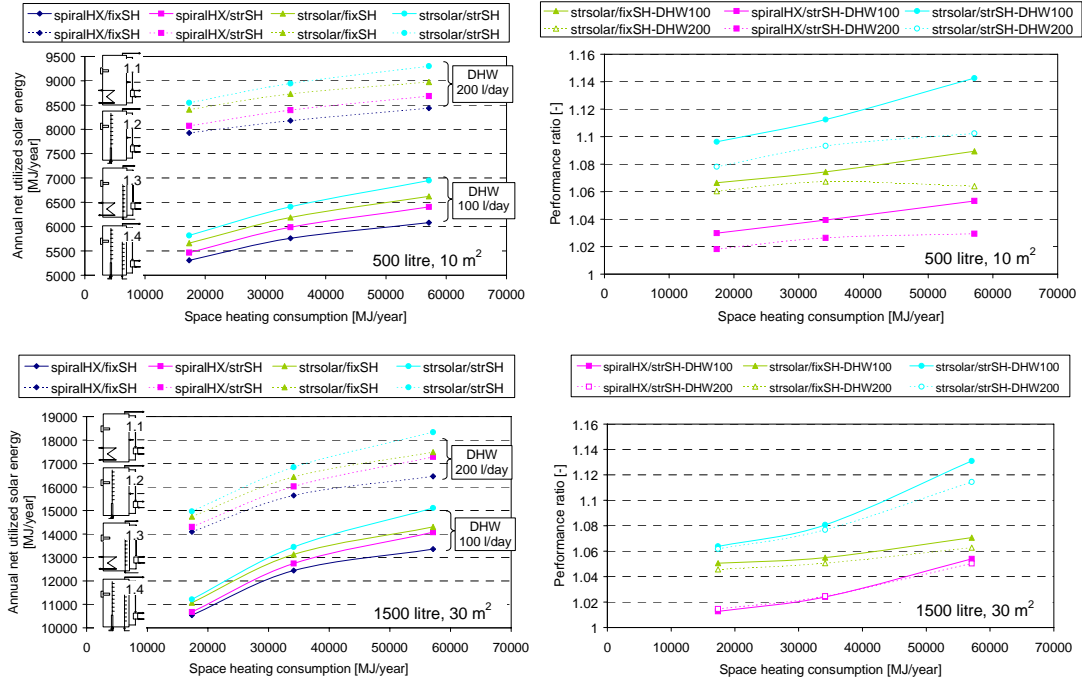 spiralHX/fixSH spiralHX/strSH strsolar/fixSH strsolar/strSH
spiralHX/fixSH spiralHX/strSH strsolar/fixSH strsolar/strSH
Annual net utilized solar energy
[MJ/year]
9500
9000
8500
8000
7500
7000
6500
6000
5500
5000
1.1
1.2
1.3
1.4
DHW
200 l/day
DHW
100 l/day
500 litre, 10 m²
0 10000 20000 30000 40000 50000 60000 70000
Space heating consumption [MJ/year]
strsolar/fixSH-DHW100 spiralHX/strSH-DHW100 strsolar/strSH-DHW100
strsolar/fixSH-DHW200 spiralHX/strSH-DHW200 strsolar/strSH-DHW200
Performance ratio [-]
1.16
1.14
1.12
1.1
1.08
1.06
1.04
1.02
1
500 litre, 10 m²
0 10000 20000 30000 40000 50000 60000 70000
Space heating consumption [MJ/year]
spiralHX/fixSH spiralHX/strSH strsolar/fixSH strsolar/strSH
spiralHX/fixSH spiralHX/strSH strsolar/fixSH strsolar/strSH
Annual net utilized solar energy
[MJ/year]
19000
18000
17000
16000
15000
14000
13000
12000
11000
10000
1.1
1.2
1.3
1.4
DHW
200 l/day
DHW
100 l/day
1500 litre, 30 m²
0 10000 20000 30000 40000 50000 60000 70000
Space heating consumption [MJ/year]
spiralHX/strSH-DHW100 strsolar/fixSH-DHW100 strsolar/strSH-DHW100
spiralHX/strSH-DHW200 strsolar/fixSH-DHW200 strsolar/strSH-DHW200
Performance ratio [-]
1.16
1.14
1.12
1.1
1.08
1.06
1.04
1.02
1
1500 litre, 30 m²
0 10000 20000 30000 40000 50000 60000 70000
Space heating consumption [MJ/year]